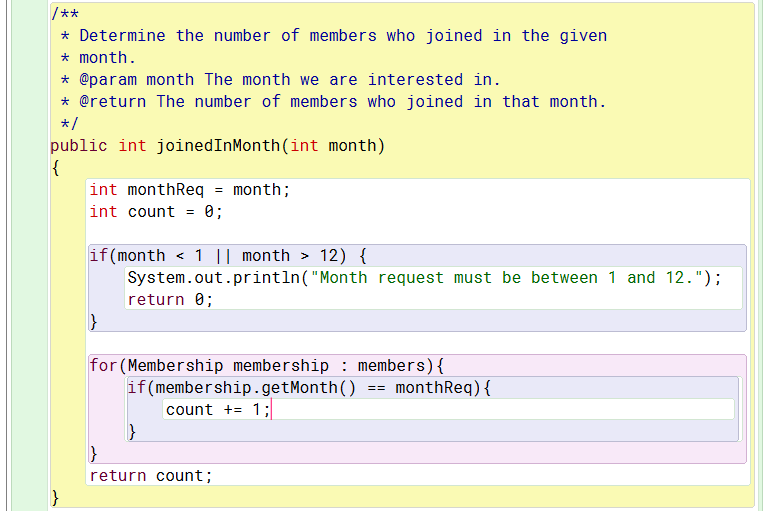 /**
 * Determine the number of members who joined in the given
 * month.
 * @param month The month we are interested in.
 * @return The number of members who joined in that month.
 */
public int joinedInMonth(int month)
{
    int monthReq = month;
    int count = 0;

    if(month < 1 || month > 12) {
        System.out.println("Month request must be between 1 and 12.");
        return 0;
    }

    for(Membership membership : members){
        if(membership.getMonth() == monthReq){
            count += 1;
        }
    }
    return count;
}